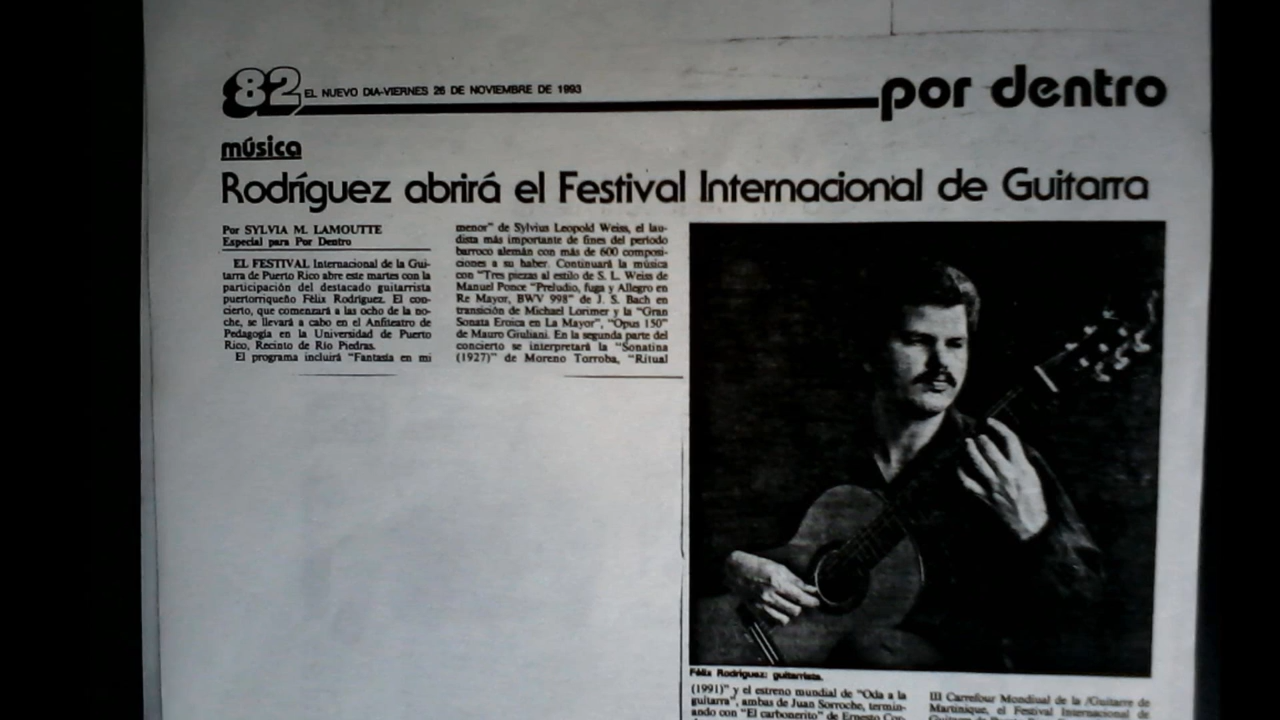 82
EL NUEVO DIA-VIERNES 26 DE NOVIEMBRE DE 1993
por dentro
música
Rodríguez abrirá el Festival Internacional de Guitarra
Por SYLVIA M. LAMOUTTE
Especial para Por Dentro
EL FESTIVAL Internacional de la Gui-
tarra de Puerto Rico abre este martes con la
participación del destacado guitarrista
puertorriqueño Félix Rodríguez. El con-
cierto, que comenzará a las ocho de la no-
che, se llevará a cabo en el Anfiteatro de
Pedagogía en la Universidad de Puerto
Rico, Recinto de Río Piedras.
El programa incluirá "Fantasía en mi
menor" de Sylvius Leopold Weiss, el lau-
dista más importante de fines del período
barroco alemán con más de 600 composi-
ciones a su haber. Continuará la música
con "Tres piezas al estilo de S. L. Weiss de
Manuel Ponce "Preludio, fuga y Allegro en
Re Mayor, BWV 998" de J. S. Bach en
transición de Michael Lorimer y la "Gran
Sonata Eroica en La Mayor", "Opus 150"
de Mauro Giuliani. En la segunda parte del
concierto se interpretará la "Sonatina
(1927)" de Moreno Torroba, "Ritual
Félix Rodríguez: guitarrista.
(1991)" y el estreno mundial de "Oda a la
guitarra", ambas de Juan Sorroche, termin-
ando con "El carbonerito" de Ernesto Cor-
III Carrefour Mondiual de la /Guitare de
Martinique, el Festival Internacional de